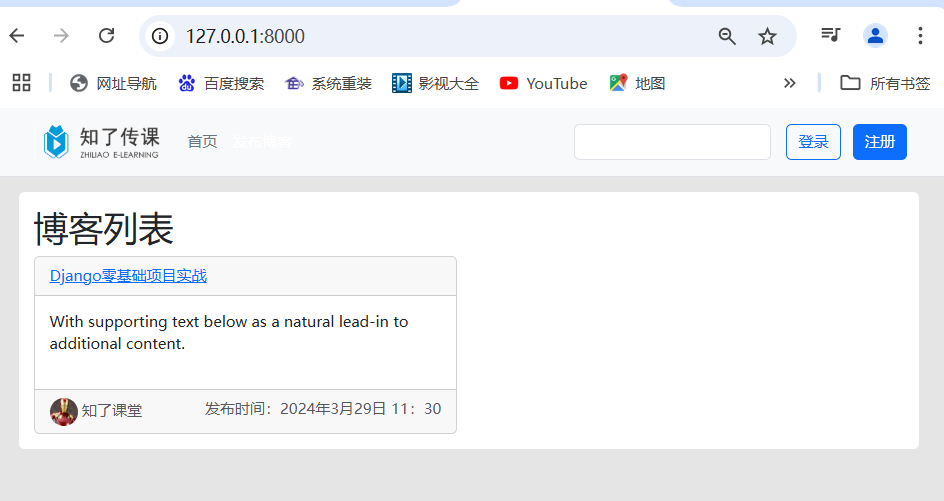 127.0.0.1:8000
网址导航 百度搜索 系统重装 影视大全 YouTube 地图 所有书签
知了传课 首页 发布博客 登录 注册
ZHILIAO E-LEARNING
博客列表
Django零基础项目实战
With supporting text below as a natural lead-in to
additional content.
知了课堂 发布时间：2024年3月29日 11：30